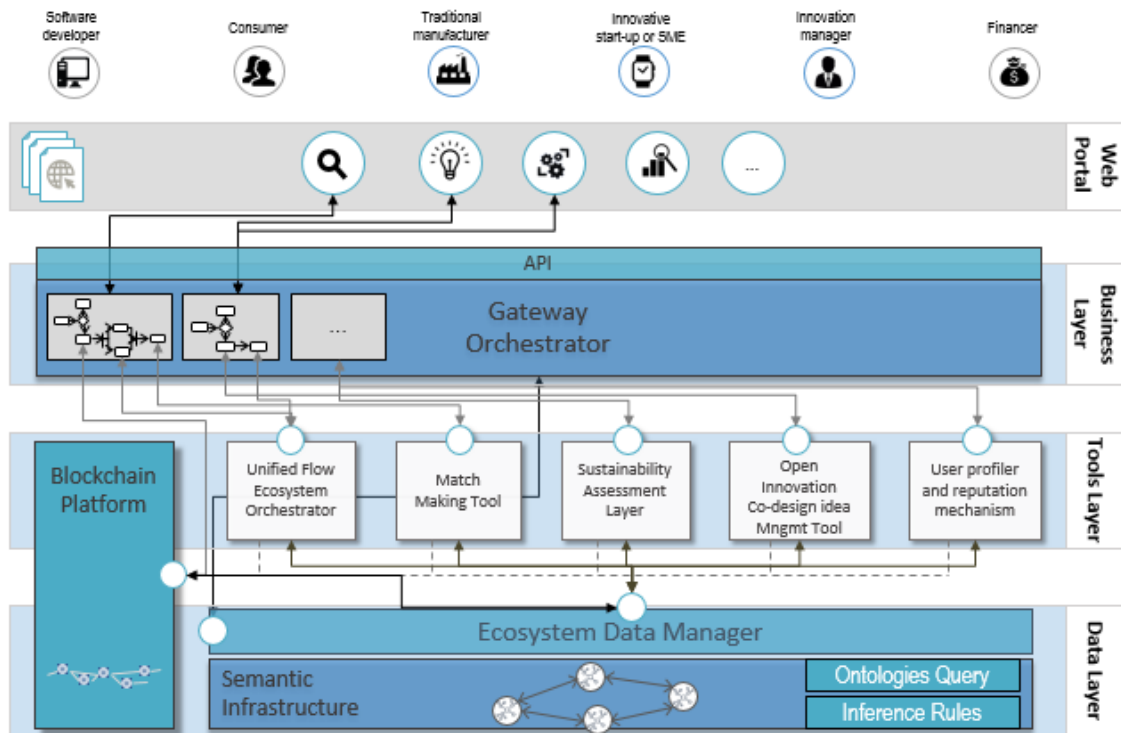 Software
developer
Consumer
Traditional
manufacturer
Innovative
start-up or SME
Innovation
manager
Financer
Web
Portal
...
API
Gateway
Orchestrator
...
Business
Layer
Blockchain
Platform
Unified Flow
Ecosystem
Orchestrator
Match
Making Tool
Sustainability
Assessment
Layer
Open
Innovation
Co-design idea
Mngmt Tool
User profiler
and reputation
mechanism
Tools Layer
Ecosystem Data Manager
Semantic
Infrastructure
Ontologies Query
Inference Rules
Data Layer